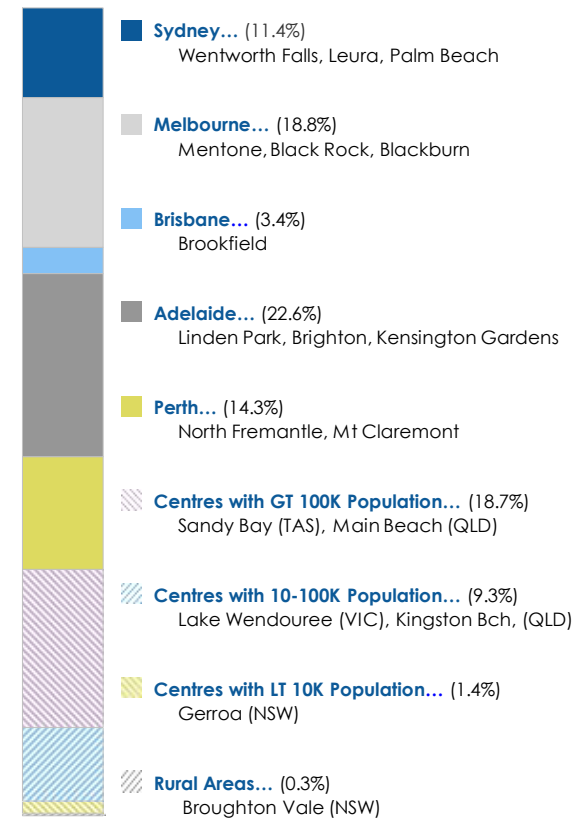 Sydney… (11.4%)
Wentworth Falls, Leura, Palm Beach
Melbourne… (18.8%)
Mentone, Black Rock, Blackburn
Brisbane… (3.4%)
Brookfield
Adelaide… (22.6%)
Linden Park, Brighton, Kensington Gardens
Perth… (14.3%)
North Fremantle, Mt Claremont
Centres with GT 100K Population… (18.7%)
Sandy Bay (TAS), Main Beach (QLD)
Centres with 10-100K Population… (9.3%)
Lake Wendouree (VIC), Kingston Bch, (QLD)
Centres with LT 10K Population… (1.4%)
Gerroa (NSW)
Rural Areas… (0.3%)
Broughton Vale (NSW)